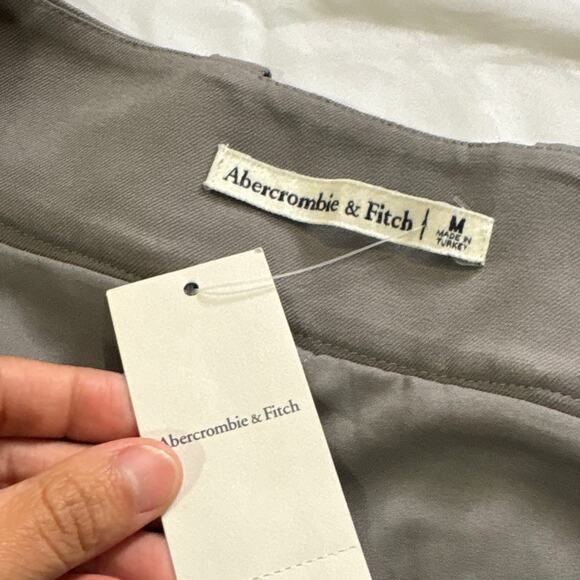 Abercrombie & Fitch
M
MADE IN
TURKEY
Abercrombie & Fitch